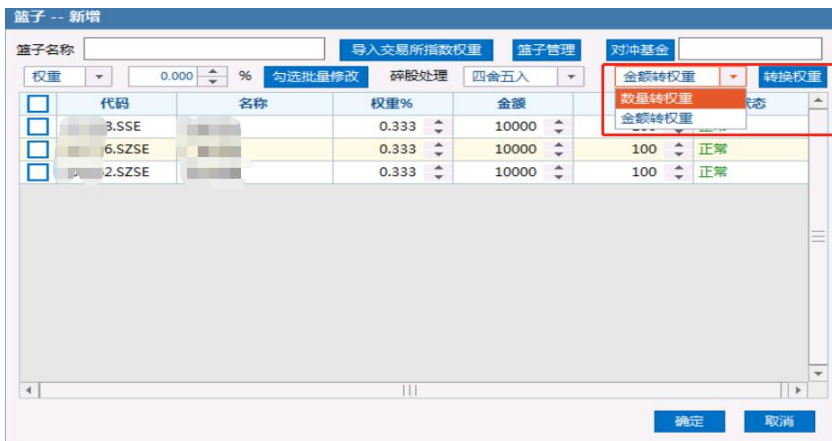 篮子 -- 新增
篮子名称 导入交易所指数权重 篮子管理 对冲基金
权重 0.000 % 勾选批量修改 碎股处理 四舍五入 金额转权重 转换权重
代码 名称 权重% 金额 状态
数量转权重
金额转权重
3.SSE 0.333 10000 100 正常
6.SZSE 0.333 10000 100 正常
2.SZSE 0.333 10000 100 正常
确定 取消